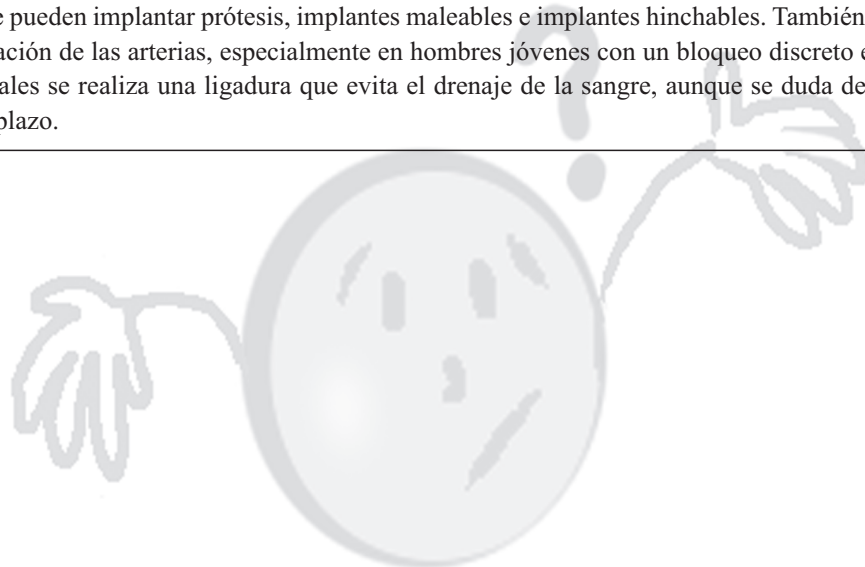 e pueden implantar prótesis, implantes maleables e implantes hinchables. También
ación de las arterias, especialmente en hombres jóvenes con un bloqueo discreto e
ales se realiza una ligadura que evita el drenaje de la sangre, aunque se duda de
plazo.
?